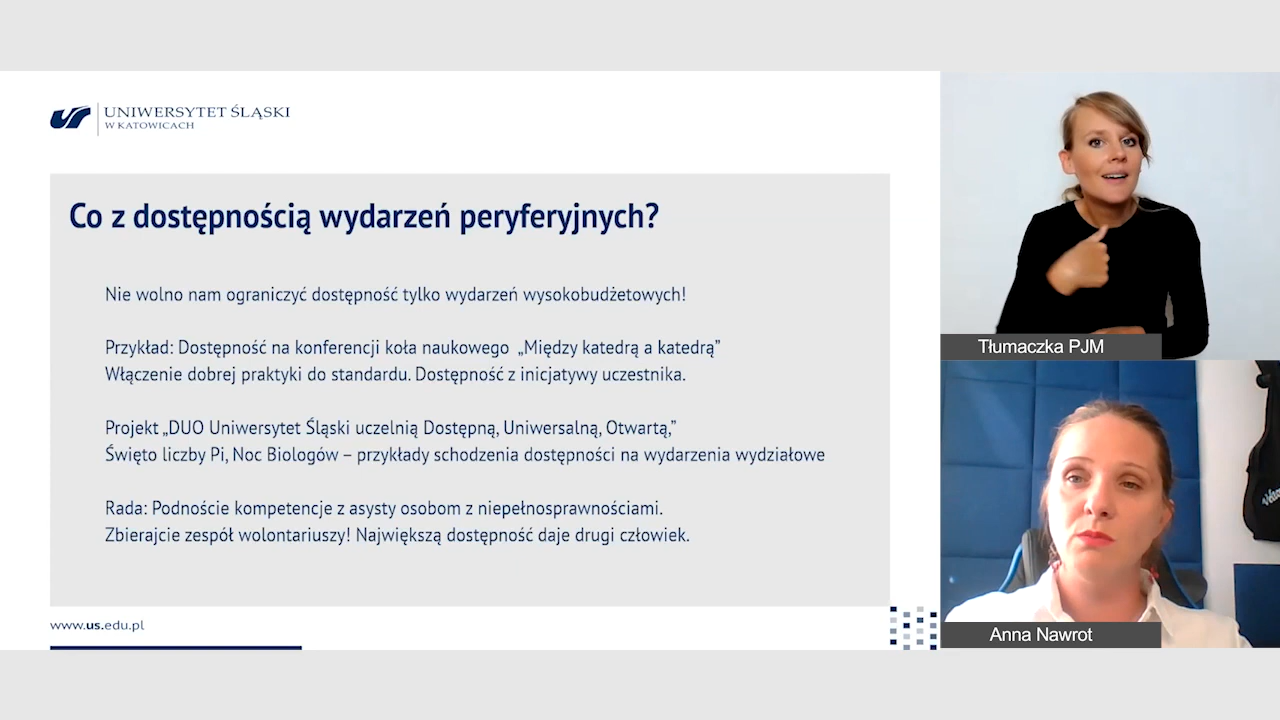 UNIWERSYTET ŚLĄSKI
W KATOWICACH
Co z dostępnością wydarzeń peryferyjnych?
Nie wolno nam ograniczyć dostępność tylko wydarzeń wysokobudżetowych!
Przykład: Dostępność na konferencji koła naukowego „Między katedrą a katedrą”
Włączenie dobrej praktyki do standardu. Dostępność z inicjatywy uczestnika.
Projekt „DUO Uniwersytet Śląski uczelnią Dostępną, Uniwersalną, Otwartą,”
Święto liczby Pi, Noc Biologów – przykłady schodzenia dostępności na wydarzenia wydziałowe
Rada: Podnoście kompetencje z asysty osobom z niepełnosprawnościami.
Zbierajcie zespół wolontariuszy! Największą dostępność daje drugi człowiek.
www.us.edu.pl
Tłumaczka PJM
Anna Nawrot